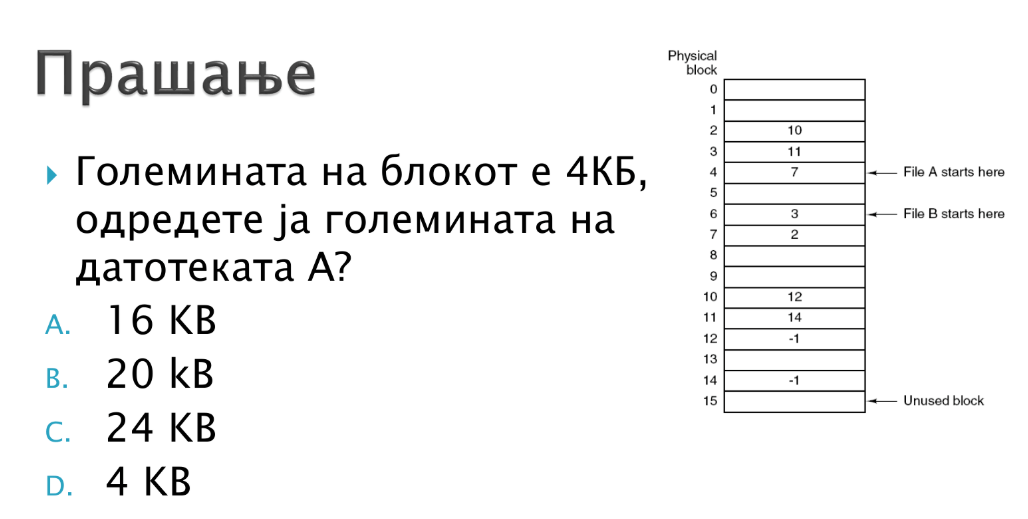 Прашање
Големината на блокот е 4КБ,
одредете ја големината на
датотеката А?
A. 16 KB
B. 20 kB
C. 24 KB
D. 4 KB
Physical
block
0
1
2 10
3 11
4 7 File A starts here
5
6 3 File B starts here
7 2
8
9
10 12
11 14
12 -1
13
14 -1
15 Unused block